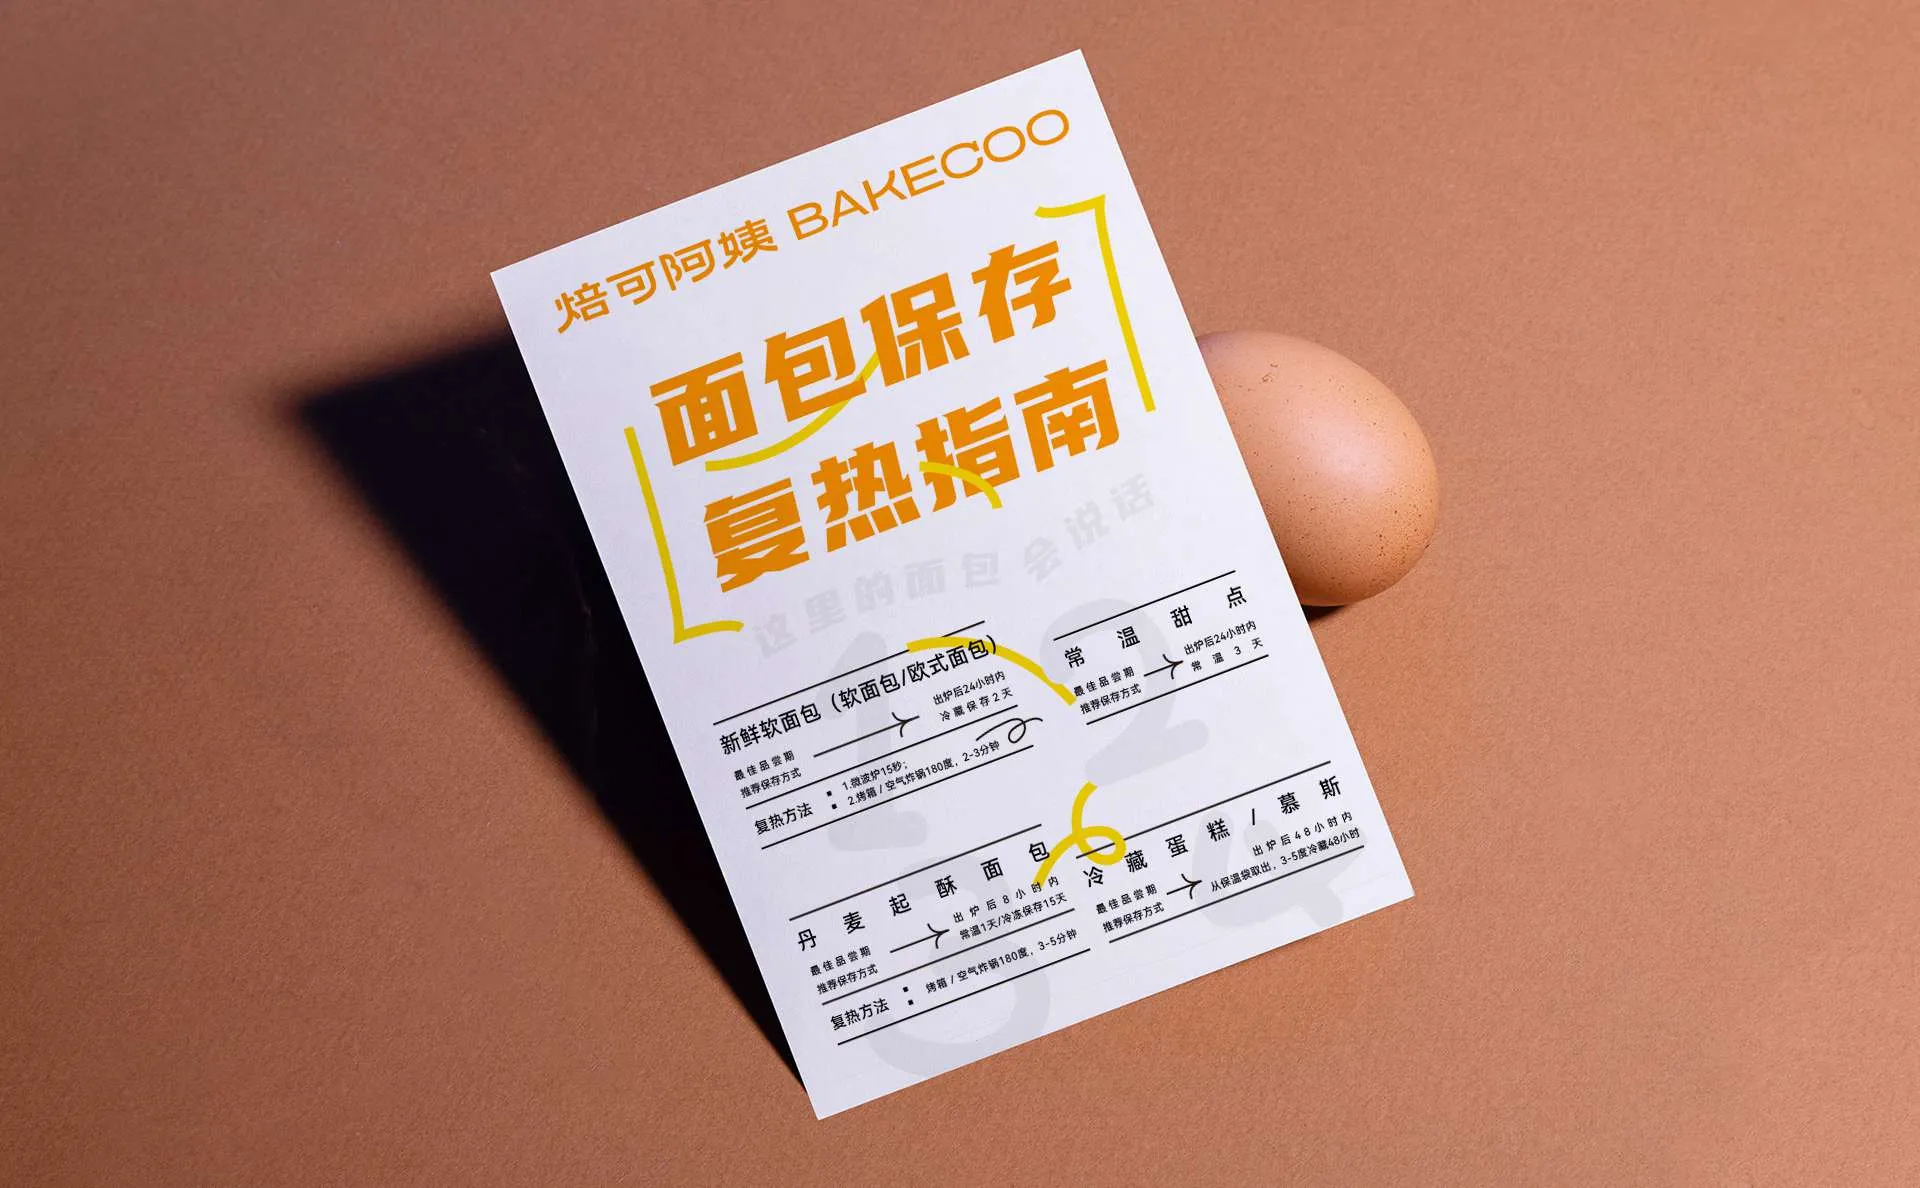 焙可阿姨 BAKECOO
面包保存
复热指南
这里的面包会说话
1
新鲜软面包（软面包/欧式面包）
最佳品尝期 出炉后24小时内
推荐保存方式 冷藏保存2天
复热方法：1.微波炉15秒；
2.烤箱/空气炸锅180度，2-3分钟
2
常温甜点
最佳品尝期 出炉后24小时内
推荐保存方式 常温3天
3
丹麦起酥面包
最佳品尝期 出炉后8小时内
推荐保存方式 常温1天/冷冻保存15天
复热方法：烤箱/空气炸锅180度，3-5分钟
4
冷藏蛋糕/慕斯
最佳品尝期 出炉后48小时内
推荐保存方式 从保温袋取出，3-5度冷藏48小时